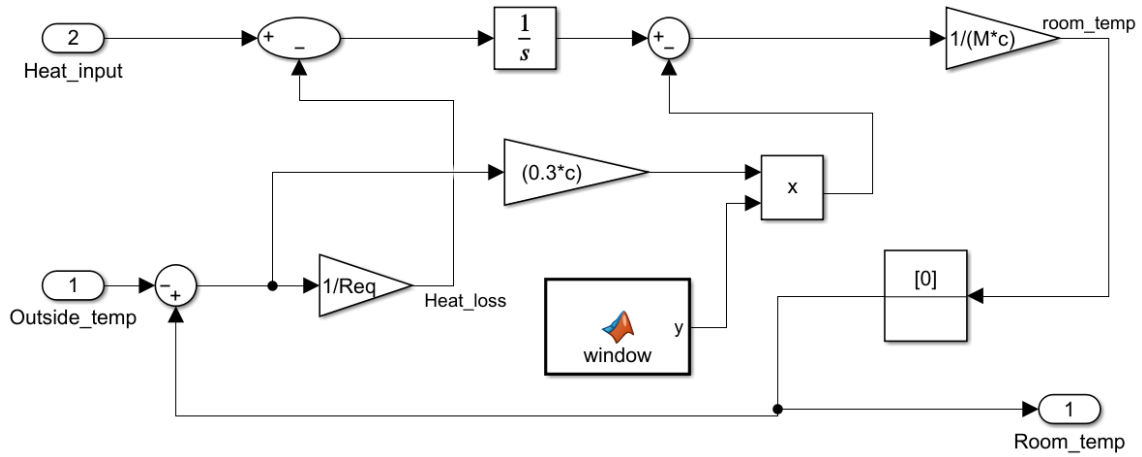 room_temp
2
+
−
1
s
+
−
1/(M*c)
Heat_input
(0.3*c)
x
[0]
1
−
+
1/Req
Heat_loss
Outside_temp
y
window
1
Room_temp